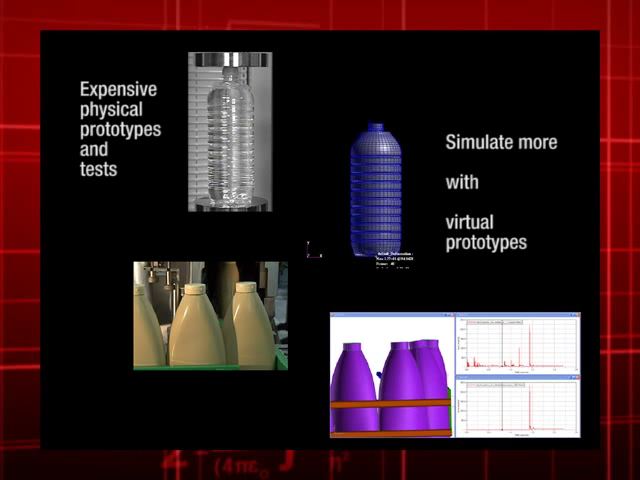 Expensive
physical
prototypes
and
tests
Simulate more
with
virtual
prototypes